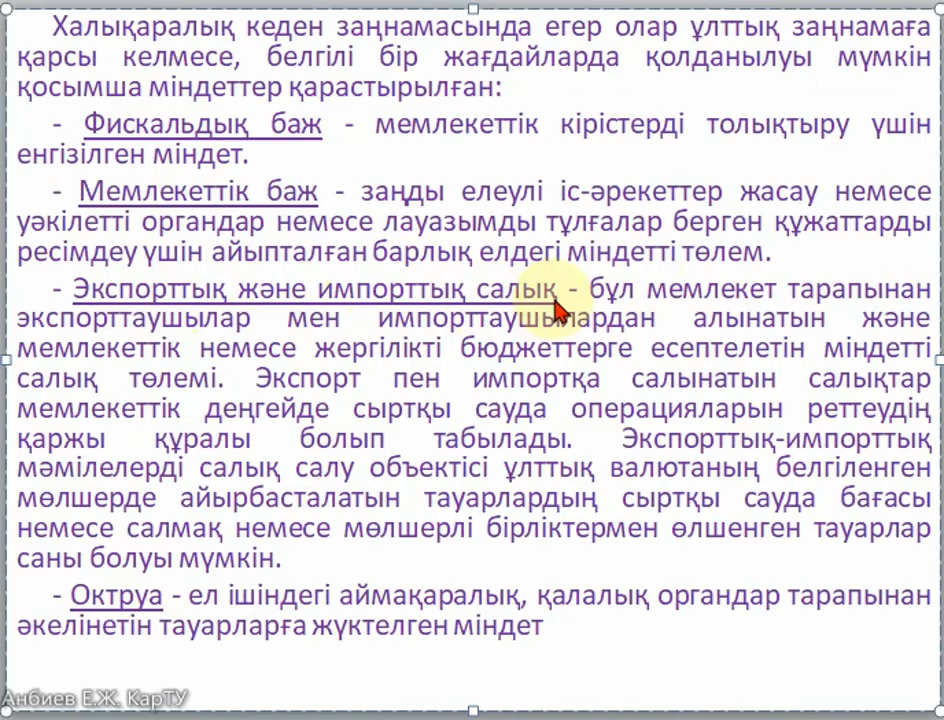 Халықаралық кеден заңнамасында егер олар ұлттық заңнамаға
қарсы келмесе, белгілі бір жағдайларда қолданылуы мүмкін
қосымша міндеттер қарастырылған:
- Фискальдық баж - мемлекеттік кірістерді толықтыру үшін
енгізілген міндет.
- Мемлекеттік баж - заңды елеулі іс-әрекеттер жасау немесе
уәкілетті органдар немесе лауазымды тұлғалар берген құжаттарды
ресімдеу үшін айыпталған барлық елдегі міндетті төлем.
- Экспорттық және импорттық салық - бұл мемлекет тарапынан
экспорттаушылар мен импорттаушылардан алынатын және
мемлекеттік немесе жергілікті бюджеттерге есептелетін міндетті
салық төлемі. Экспорт пен импортқа салынатын салықтар
мемлекеттік деңгейде сыртқы сауда операцияларын реттеудің
қаржы құралы болып табылады. Экспорттық-импорттық
мәмілелерді салық салу объектісі ұлттық валютаның белгіленген
мөлшерде айырбасталатын тауарлардың сыртқы сауда бағасы
немесе салмақ немесе мөлшерлі бірліктермен өлшенген тауарлар
саны болуы мүмкін.
- Октруа - ел ішіндегі аймақаралық, қалалық органдар тарапынан
әкелінетін тауарларға жүктелген міндет
Анбиев Е.Ж. КарТУ